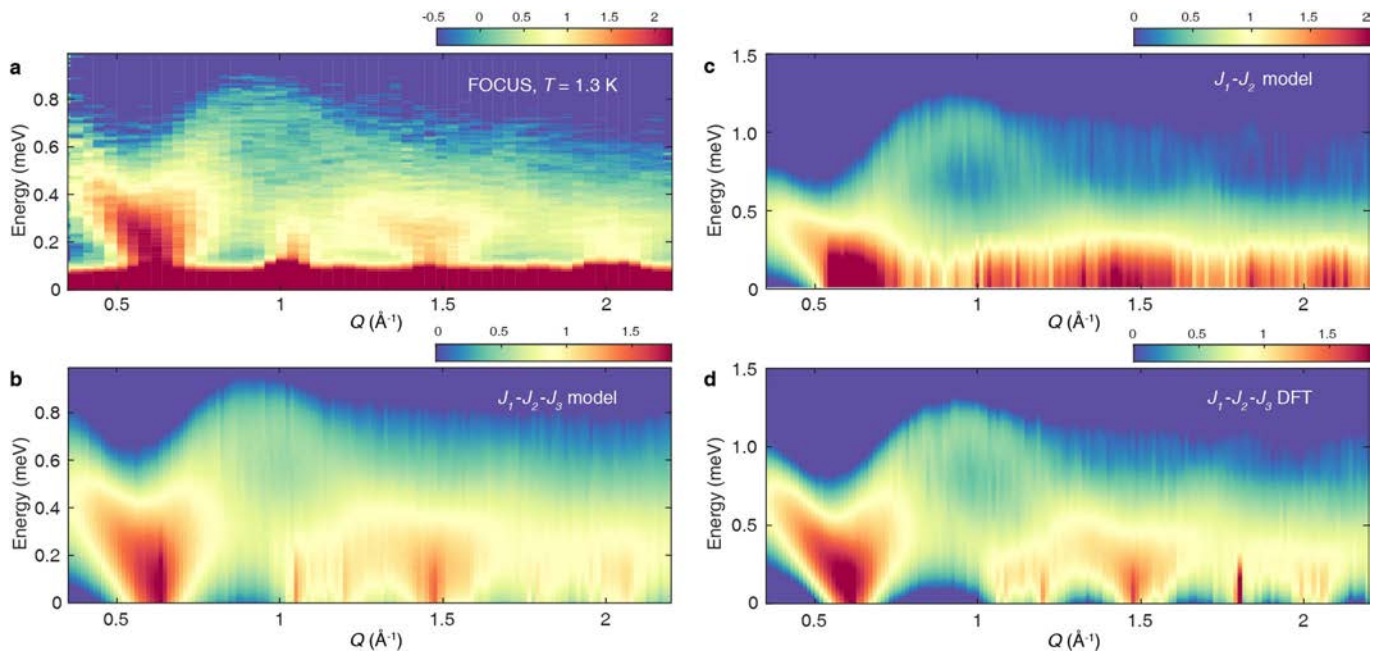 -0.5 0 0.5 1 1.5 2
a
FOCUS, T = 1.3 K
0.8
0.6
0.4
0.2
0
Energy (meV)
0.5 1 1.5 2
Q (Å⁻¹)
0 0.5 1 1.5
b
J₁-J₂-J₃ model
0.8
0.6
0.4
0.2
0
Energy (meV)
0.5 1 1.5 2
Q (Å⁻¹)
0 0.5 1 1.5 2
c
J₁-J₂ model
1.5
1.0
0.5
0
Energy (meV)
0.5 1 1.5 2
Q (Å⁻¹)
0 0.5 1 1.5
d
J₁-J₂-J₃ DFT
1.5
1.0
0.5
0
Energy (meV)
0.5 1 1.5 2
Q (Å⁻¹)